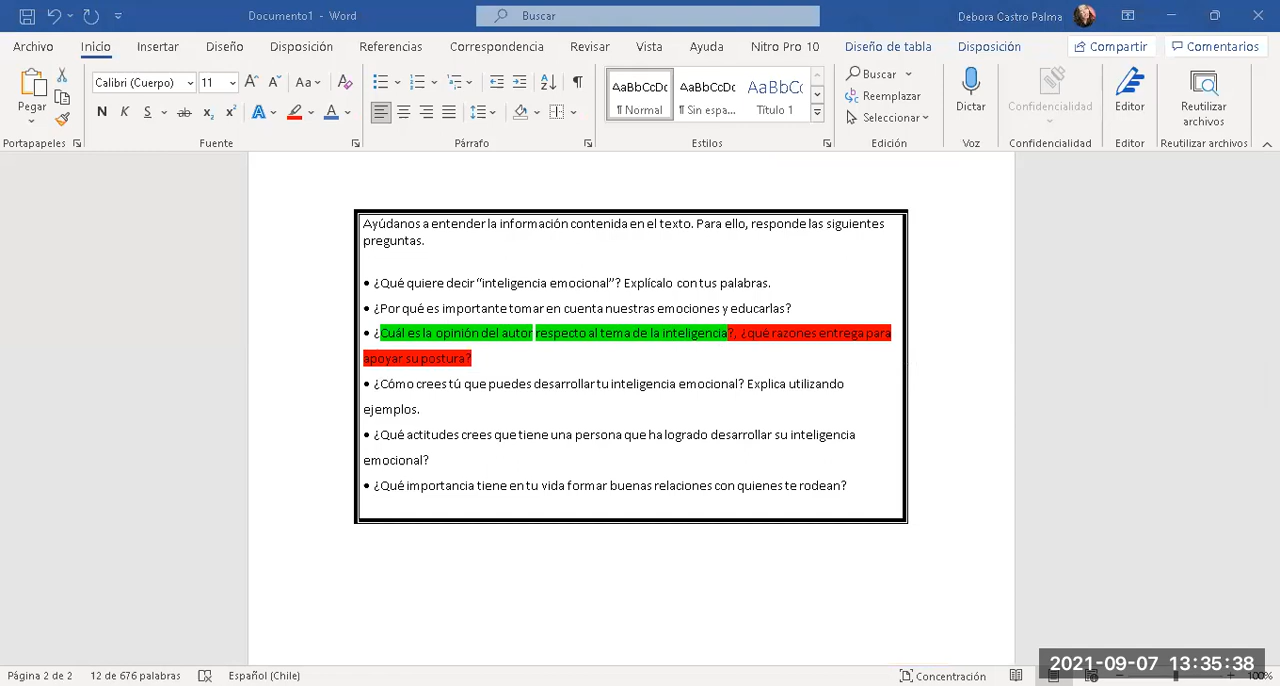 Documento1 - Word
Buscar
Debora Castro Palma
Archivo Inicio Insertar Diseño Disposición Referencias Correspondencia Revisar Vista Ayuda Nitro Pro 10 Diseño de tabla Disposición Compartir Comentarios
Pegar
Calibri (Cuerpo) 11
Aa
N K S ab x₂ x² A A
AaBbCcDc AaBbCcDc AaBbCc
¶ Normal ¶ Sin espa... Título 1
Buscar
Reemplazar
Seleccionar
Dictar
Confidencialidad
Editor
Reutilizar
archivos
Portapapeles Fuente Párrafo Estilos Edición Voz Confidencialidad Editor Reutilizar archivos
Ayúdanos a entender la información contenida en el texto. Para ello, responde las siguientes
preguntas.
• ¿Qué quiere decir “inteligencia emocional”? Explícalo con tus palabras.
• ¿Por qué es importante tomar en cuenta nuestras emociones y educarlas?
• ¿Cuál es la opinión del autor respecto al tema de la inteligencia?, ¿qué razones entrega para
apoyar su postura?
• ¿Cómo crees tú que puedes desarrollar tu inteligencia emocional? Explica utilizando
ejemplos.
• ¿Qué actitudes crees que tiene una persona que ha logrado desarrollar su inteligencia
emocional?
• ¿Qué importancia tiene en tu vida formar buenas relaciones con quienes te rodean?
Página 2 de 2 12 de 676 palabras Español (Chile) Concentración 100%
2021-09-07 13:35:38